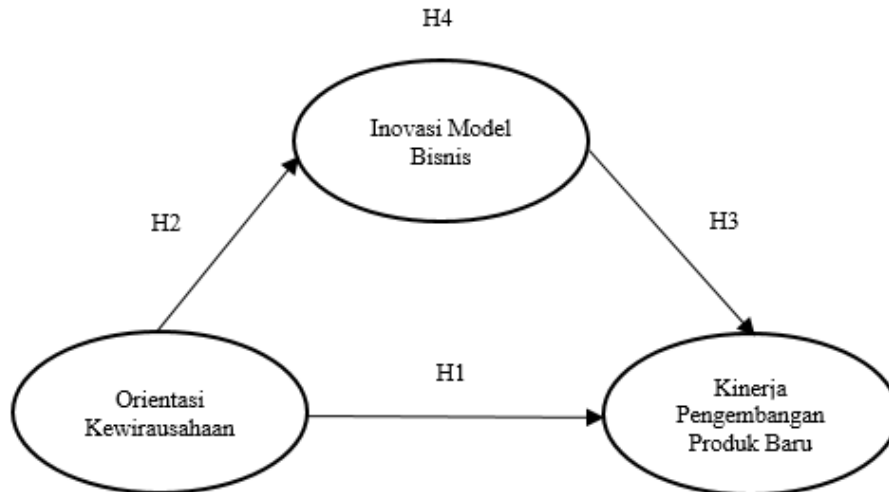 H4
Inovasi Model
Bisnis
H2
H3
H1
Orientasi
Kewirausahaan
Kinerja
Pengembangan
Produk Baru